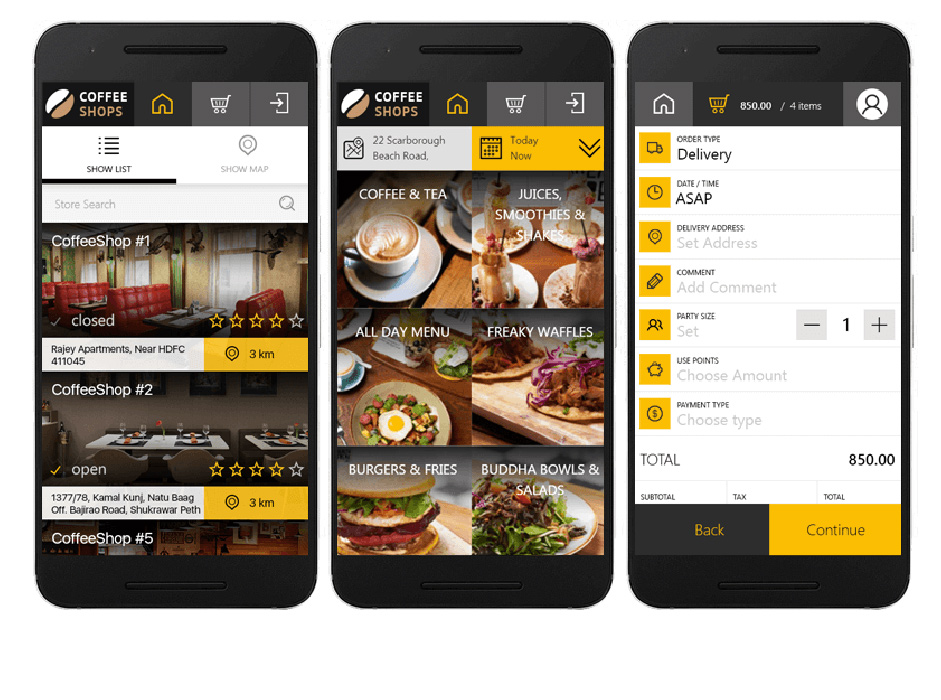 COFFEE
SHOPS
SHOW LIST
SHOW MAP
Store Search
CoffeeShop #1
closed
Rajey Apartments, Near HDFC
411045
3 km
CoffeeShop #2
open
1377/78, Kamal Kunj, Natu Baag
Off. Bajirao Road, Shukrawar Peth
3 km
CoffeeShop #5
COFFEE
SHOPS
22 Scarborough
Beach Road,
Today
Now
COFFEE & TEA
JUICES,
SMOOTHIES &
SHAKES
ALL DAY MENU
FREAKY WAFFLES
BURGERS & FRIES
BUDDHA BOWLS &
SALADS
850.00 / 4 items
ORDER TYPE
Delivery
DATE / TIME
ASAP
DELIVERY ADDRESS
Set Address
COMMENT
Add Comment
PARTY SIZE
Set
1
USE POINTS
Choose Amount
PAYMENT TYPE
Choose type
TOTAL 850.00
SUBTOTAL TAX TOTAL
Back Continue